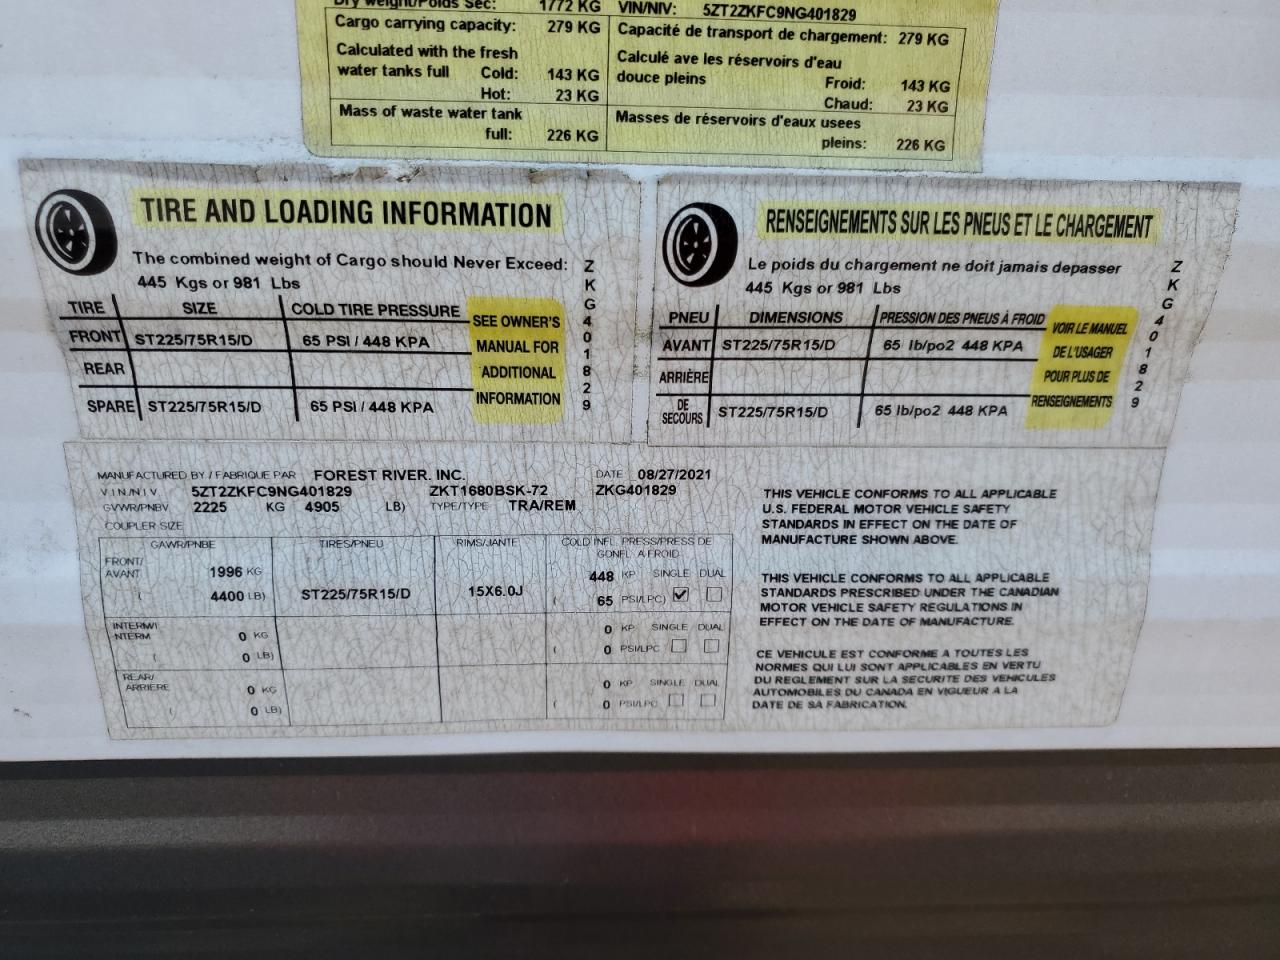 Dry weight/Poids Sec: 1772 KG VIN/NIV: 5ZT2ZKFC9NG401829
Cargo carrying capacity: 279 KG
Calculated with the fresh
water tanks full Cold: 143 KG
Hot: 23 KG
Mass of waste water tank
full: 226 KG
Capacité de transport de chargement: 279 KG
Calculé ave les réservoirs d'eau
douce pleins Froid: 143 KG
Chaud: 23 KG
Masses de réservoirs d'eaux usees
pleins: 226 KG
TIRE AND LOADING INFORMATION
The combined weight of Cargo should Never Exceed:
445 Kgs or 981 Lbs
TIRE SIZE COLD TIRE PRESSURE
FRONT ST225/75R15/D 65 PSI / 448 KPA
REAR
SPARE ST225/75R15/D 65 PSI / 448 KPA
SEE OWNER'S
MANUAL FOR
ADDITIONAL
INFORMATION
ZKG401829
RENSEIGNEMENTS SUR LES PNEUS ET LE CHARGEMENT
Le poids du chargement ne doit jamais depasser
445 Kgs or 981 Lbs
PNEU DIMENSIONS PRESSION DES PNEUS À FROID
AVANT ST225/75R15/D 65 lb/po2 448 KPA
ARRIÈRE
DE
SECOURS ST225/75R15/D 65 lb/po2 448 KPA
VOIR LE MANUEL
DE L'USAGER
POUR PLUS DE
RENSEIGNEMENTS
ZKG401829
MANUFACTURED BY / FABRIQUE PAR FOREST RIVER. INC. DATE 08/27/2021
VIN/NIV 5ZT2ZKFC9NG401829 ZKT1680BSK-72 ZKG401829
GVWR/PNBV 2225 KG 4905 LB) TYPE/TYPE TRA/REM
COUPLER SIZE
GAWR/PNBE TIRES/PNEU RIMS/JANTE COLD INFL. PRESS/PRESS DE
GONFL. A FROID
FRONT/
AVANT 1996 KG 448 KP SINGLE DUAL
( 4400 LB) ST225/75R15/D 15X6.0J ( 65 PSI/LPC)
INTERM/
INTERM 0 KG 0 KP SINGLE DUAL
( 0 LB) ( 0 PSI/LPC
REAR/
ARRIERE 0 KG 0 KP SINGLE DUAL
( 0 LB) ( 0 PSI/LPC
THIS VEHICLE CONFORMS TO ALL APPLICABLE
U.S. FEDERAL MOTOR VEHICLE SAFETY
STANDARDS IN EFFECT ON THE DATE OF
MANUFACTURE SHOWN ABOVE.
THIS VEHICLE CONFORMS TO ALL APPLICABLE
STANDARDS PRESCRIBED UNDER THE CANADIAN
MOTOR VEHICLE SAFETY REGULATIONS IN
EFFECT ON THE DATE OF MANUFACTURE.
CE VEHICULE EST CONFORME A TOUTES LES
NORMES QUI LUI SONT APPLICABLES EN VERTU
DU REGLEMENT SUR LA SECURITE DES VEHICULES
AUTOMOBILES DU CANADA EN VIGUEUR A LA
DATE DE SA FABRICATION.